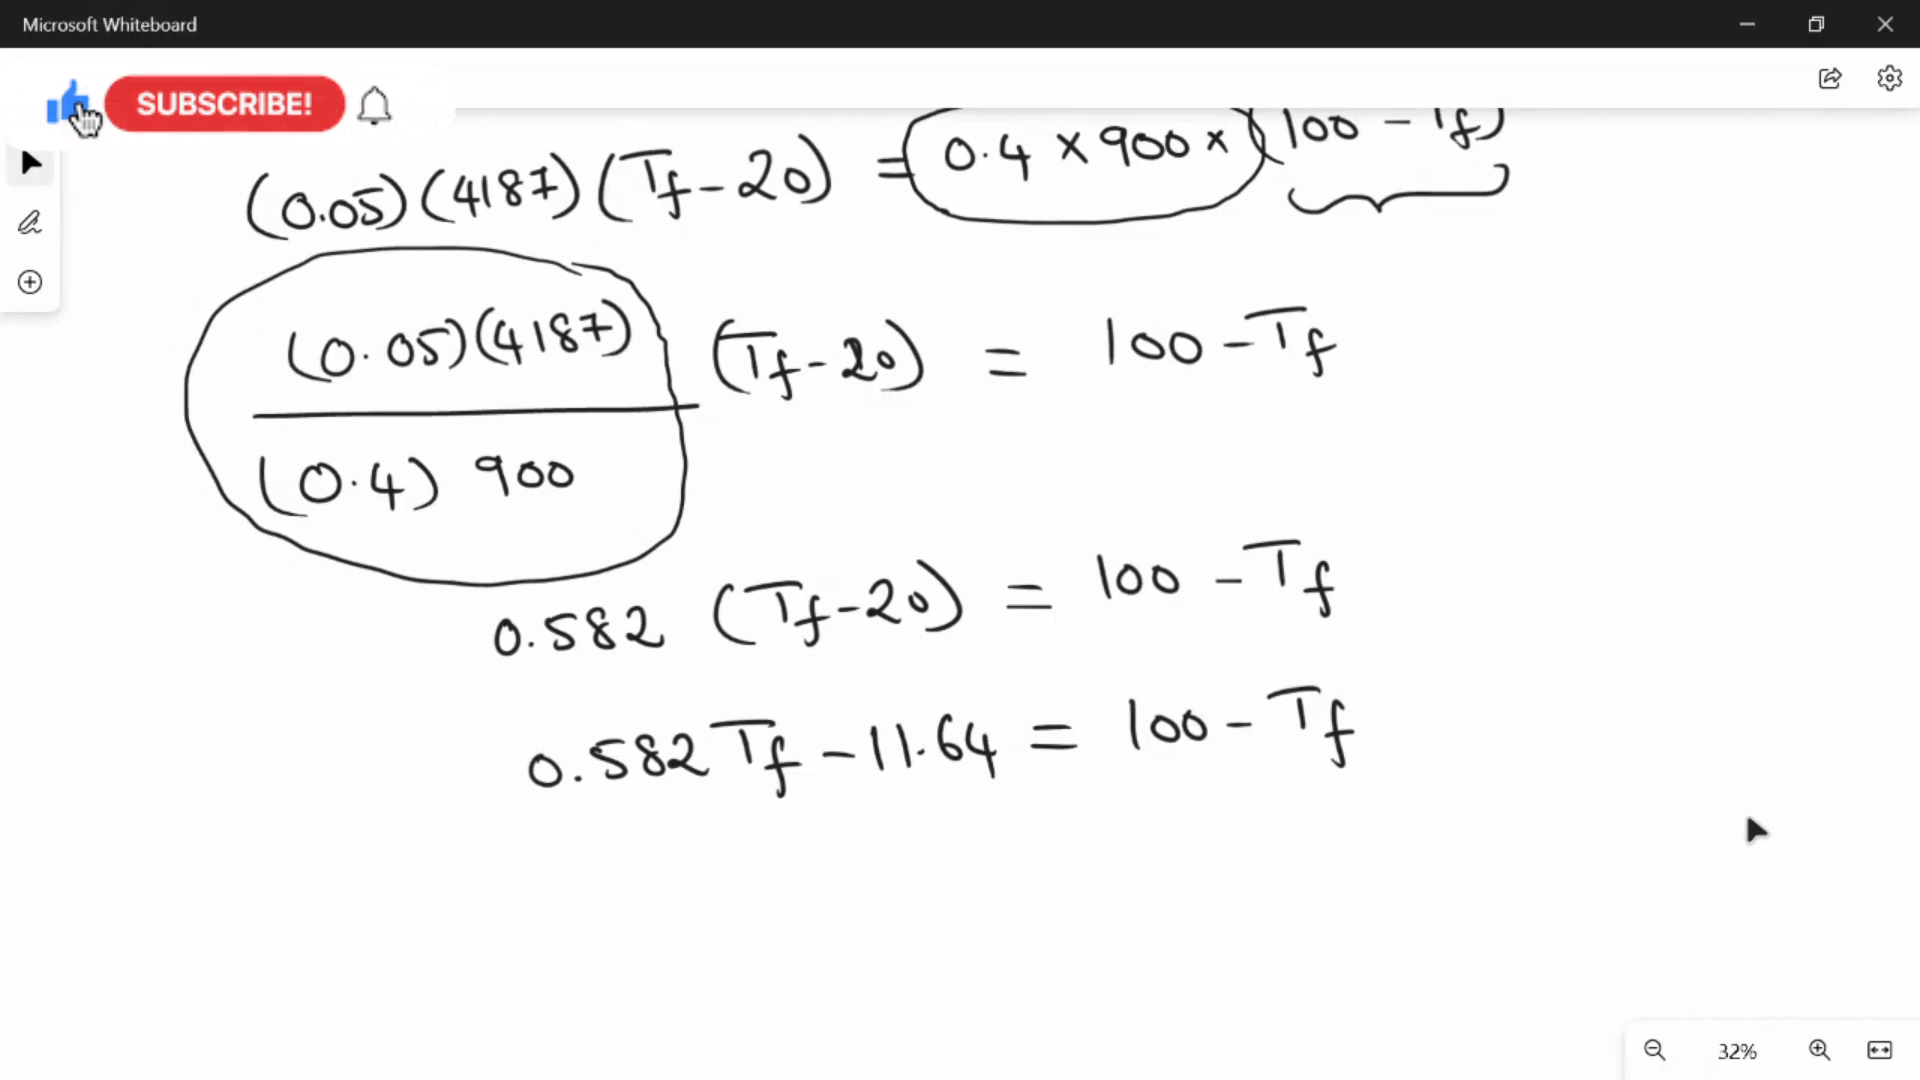 Microsoft Whiteboard
SUBSCRIBE!
(0.05)(4187)(Tf-20) = 0.4 × 900 × (100 - Tf)
(0.05)(4187) (Tf-20) = 100 - Tf
(0.4) 900
0.582 (Tf-20) = 100 - Tf
0.582 Tf - 11.64 = 100 - Tf
32%